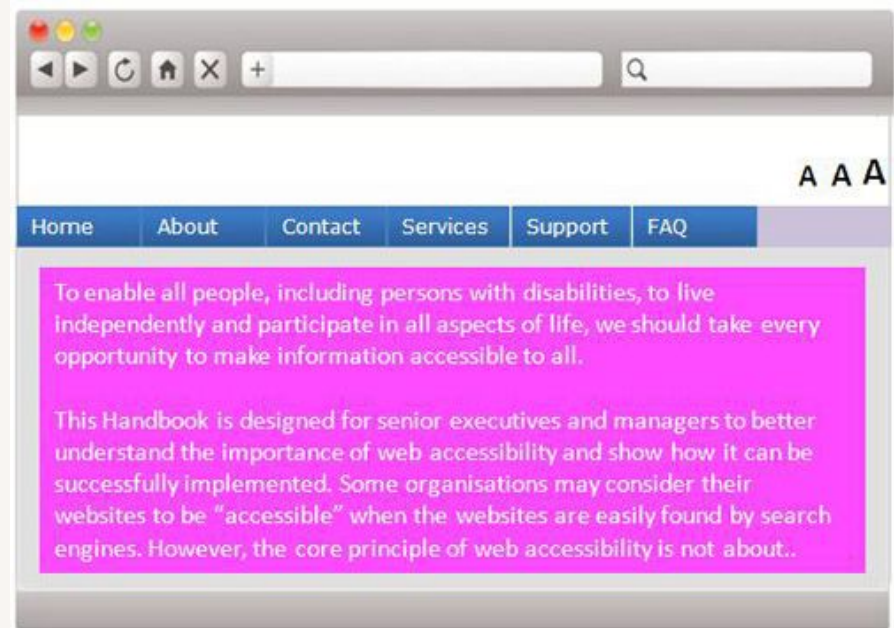 A A A
Home About Contact Services Support FAQ
To enable all people, including persons with disabilities, to live
independently and participate in all aspects of life, we should take every
opportunity to make information accessible to all.
This Handbook is designed for senior executives and managers to better
understand the importance of web accessibility and show how it can be
successfully implemented. Some organisations may consider their
websites to be “accessible” when the websites are easily found by search
engines. However, the core principle of web accessibility is not about..